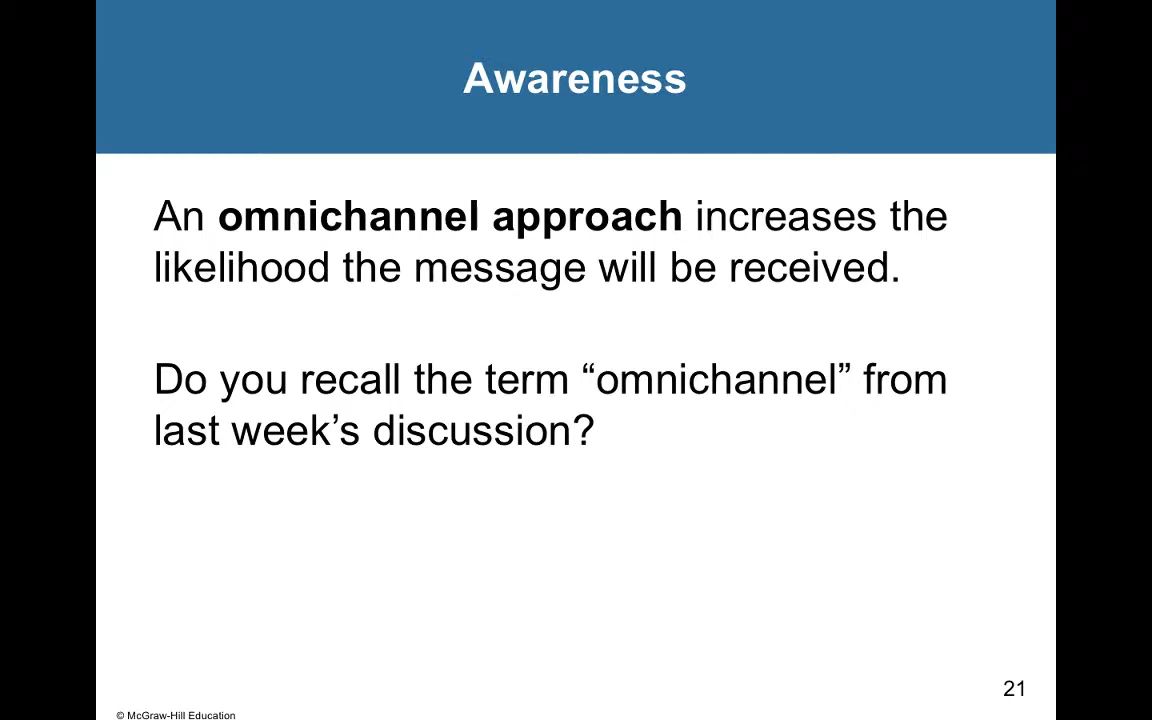 Awareness
An omnichannel approach increases the
likelihood the message will be received.
Do you recall the term “omnichannel” from
last week’s discussion?
21
© McGraw-Hill Education